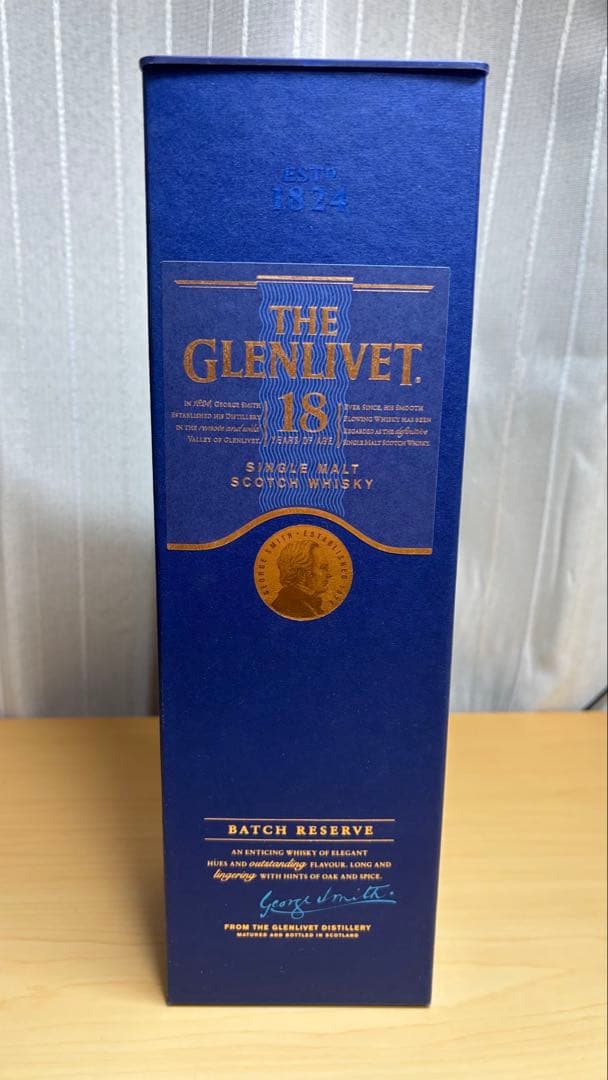 ESTD
1824
THE
GLENLIVET.
IN 1824, GEORGE SMITH
ESTABLISHED HIS DISTILLERY
IN THE remote and wild
VALLEY OF GLENLIVET.
18
YEARS OF AGE
EVER SINCE, HIS SMOOTH
FLOWING WHISKY HAS BEEN
REGARDED AS THE definitive
SINGLE MALT SCOTCH WHISKY.
SINGLE MALT
SCOTCH WHISKY
GEORGE SMITH • ESTABLISHED 1824
BATCH RESERVE
AN ENTICING WHISKY OF ELEGANT
HUES AND outstanding FLAVOUR. LONG AND
lingering WITH HINTS OF OAK AND SPICE.
George Smith.
FROM THE GLENLIVET DISTILLERY
MATURED AND BOTTLED IN SCOTLAND